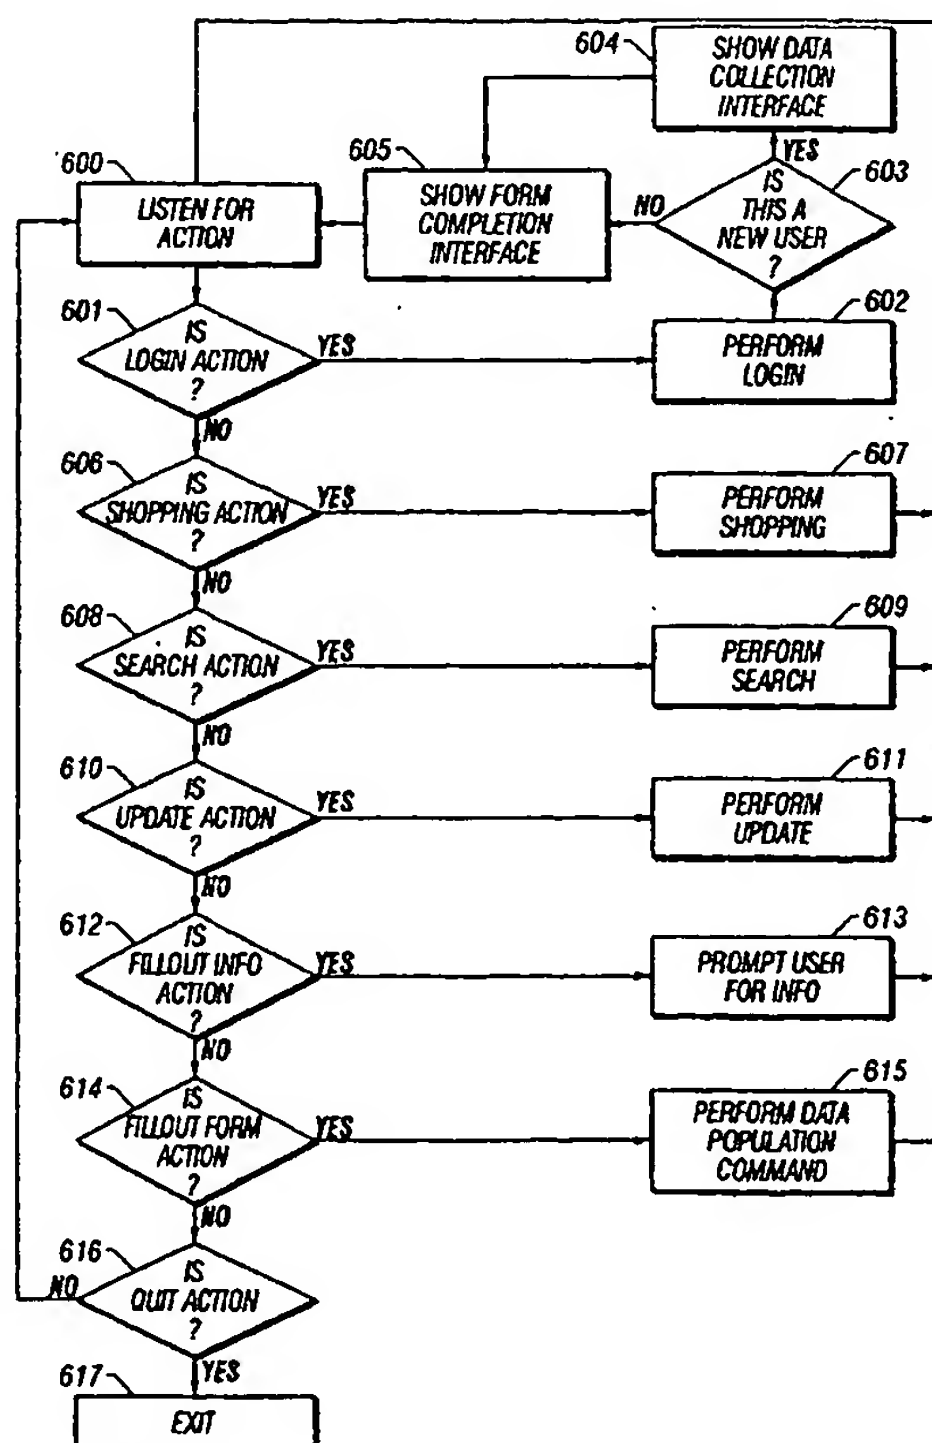 604
SHOW DATA
COLLECTION
INTERFACE
600
LISTEN FOR
ACTION
605
SHOW FORM
COMPLETION
INTERFACE
YES
NO
603
IS
THIS A
NEW USER
?
601
IS
LOGIN ACTION
?
YES
NO
602
PERFORM
LOGIN
606
IS
SHOPPING ACTION
?
YES
NO
607
PERFORM
SHOPPING
608
IS
SEARCH ACTION
?
YES
NO
609
PERFORM
SEARCH
610
IS
UPDATE ACTION
?
YES
NO
611
PERFORM
UPDATE
612
IS
FILLOUT INFO
ACTION
?
YES
NO
613
PROMPT USER
FOR INFO
614
IS
FILLOUT FORM
ACTION
?
YES
NO
615
PERFORM DATA
POPULATION
COMMAND
616
NO
IS
QUIT ACTION
?
YES
617
EXIT